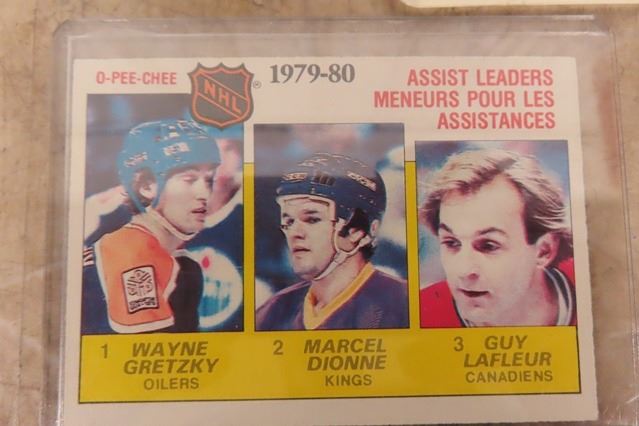 O-PEE-CHEE
NHL
®
1979-80
ASSIST LEADERS
MENEURS POUR LES
ASSISTANCES
1 WAYNE
GRETZKY
OILERS
2 MARCEL
DIONNE
KINGS
3 GUY
LAFLEUR
CANADIENS